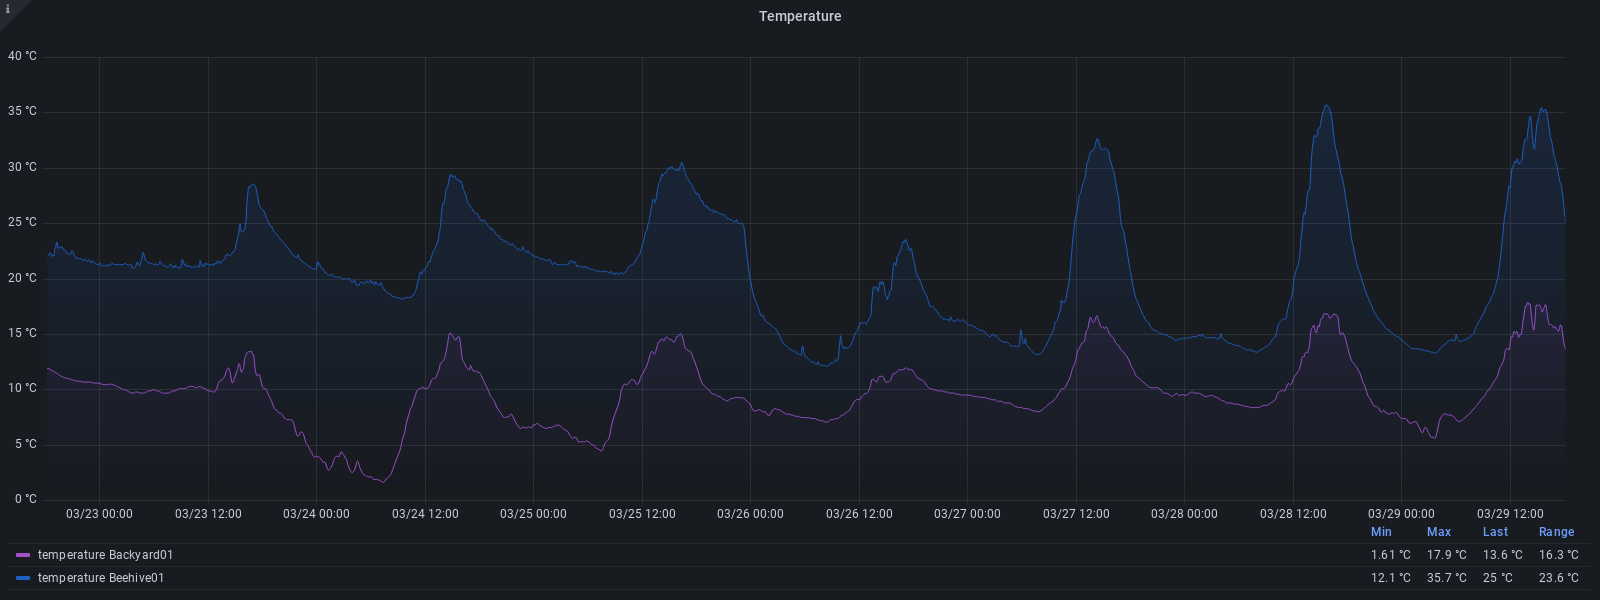 i
Temperature
40 °C
35 °C
30 °C
25 °C
20 °C
15 °C
10 °C
5 °C
0 °C
03/23 00:00 03/23 12:00 03/24 00:00 03/24 12:00 03/25 00:00 03/25 12:00 03/26 00:00 03/26 12:00 03/27 00:00 03/27 12:00 03/28 00:00 03/28 12:00 03/29 00:00 03/29 12:00
Min Max Last Range
temperature Backyard01 1.61 °C 17.9 °C 13.6 °C 16.3 °C
temperature Beehive01 12.1 °C 35.7 °C 25 °C 23.6 °C